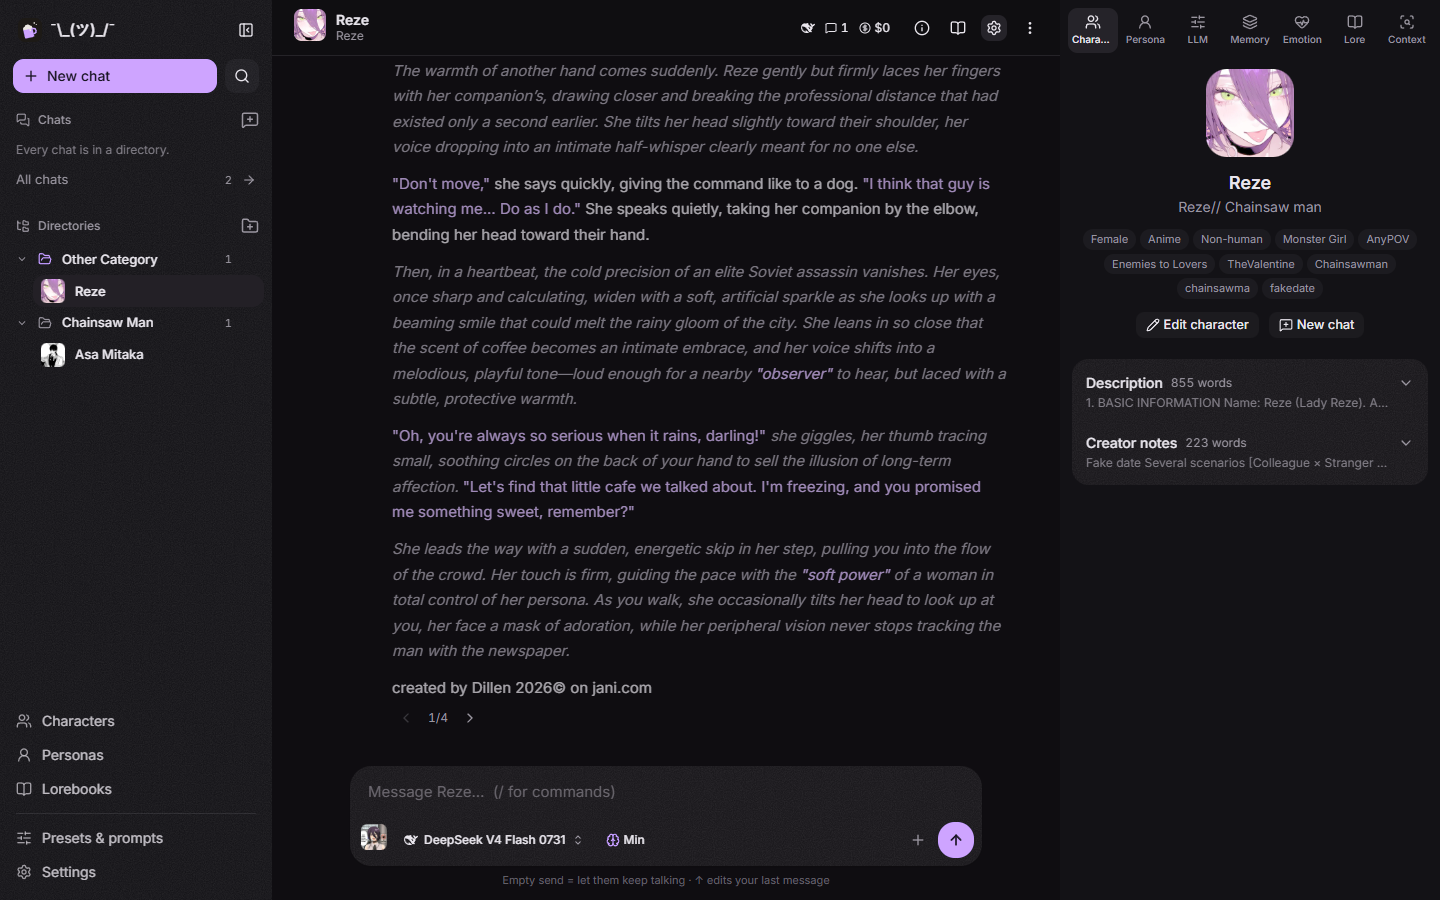 ¯\_(ツ)_/¯
New chat
Chats
Every chat is in a directory.
All chats 2
Directories
Other Category 1
Reze
Chainsaw Man 1
Asa Mitaka
Characters
Personas
Lorebooks
Presets & prompts
Settings
Reze
Reze
1 $0
The warmth of another hand comes suddenly. Reze gently but firmly laces her fingers
with her companion's, drawing closer and breaking the professional distance that had
existed only a second earlier. She tilts her head slightly toward their shoulder, her
voice dropping into an intimate half-whisper clearly meant for no one else.
"Don't move," she says quickly, giving the command like to a dog. "I think that guy is
watching me... Do as I do." She speaks quietly, taking her companion by the elbow,
bending her head toward their hand.
Then, in a heartbeat, the cold precision of an elite Soviet assassin vanishes. Her eyes,
once sharp and calculating, widen with a soft, artificial sparkle as she looks up with a
beaming smile that could melt the rainy gloom of the city. She leans in so close that
the scent of coffee becomes an intimate embrace, and her voice shifts into a
melodious, playful tone—loud enough for a nearby "observer" to hear, but laced with a
subtle, protective warmth.
"Oh, you're always so serious when it rains, darling!" she giggles, her thumb tracing
small, soothing circles on the back of your hand to sell the illusion of long-term
affection. "Let's find that little cafe we talked about. I'm freezing, and you promised
me something sweet, remember?"
She leads the way with a sudden, energetic skip in her step, pulling you into the flow
of the crowd. Her touch is firm, guiding the pace with the "soft power" of a woman in
total control of her persona. As you walk, she occasionally tilts her head to look up at
you, her face a mask of adoration, while her peripheral vision never stops tracking the
man with the newspaper.
created by Dillen 2026© on jani.com
1/4
Message Reze... (/ for commands)
DeepSeek V4 Flash 0731 Min
Empty send = let them keep talking · ↑ edits your last message
Chara... Persona LLM Memory Emotion Lore Context
Reze
Reze// Chainsaw man
Female Anime Non-human Monster Girl AnyPOV
Enemies to Lovers TheValentine Chainsawman
chainsawma fakedate
Edit character New chat
Description 855 words
1. BASIC INFORMATION Name: Reze (Lady Reze). A...
Creator notes 223 words
Fake date Several scenarios [Colleague × Stranger ...